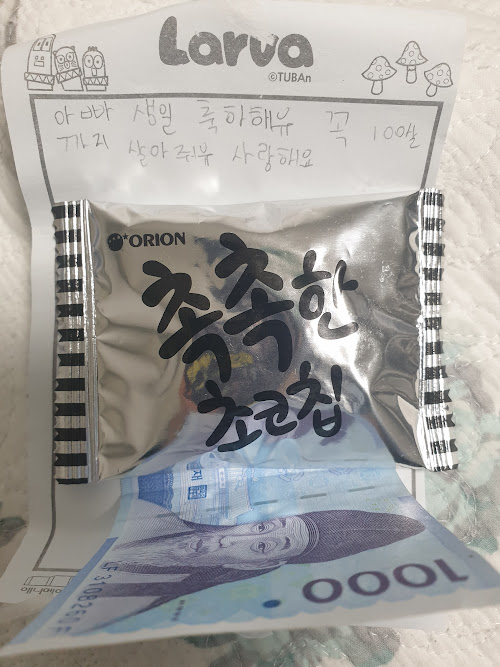 Larva
©TUBAn
아빠 생일 축하해유 꼭 100살
까지 살아줘유 사랑해요
ORION
촉촉한
초코칩
1000